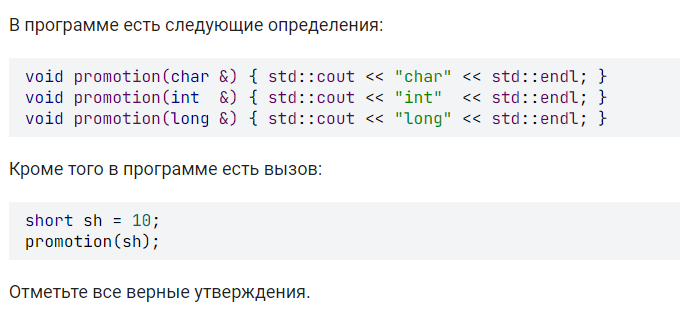 В программе есть следующие определения:
void promotion(char &) { std::cout << "char" << std::endl; }
void promotion(int  &) { std::cout << "int"  << std::endl; }
void promotion(long &) { std::cout << "long" << std::endl; }
Кроме того в программе есть вызов:
short sh = 10;
promotion(sh);
Отметьте все верные утверждения.